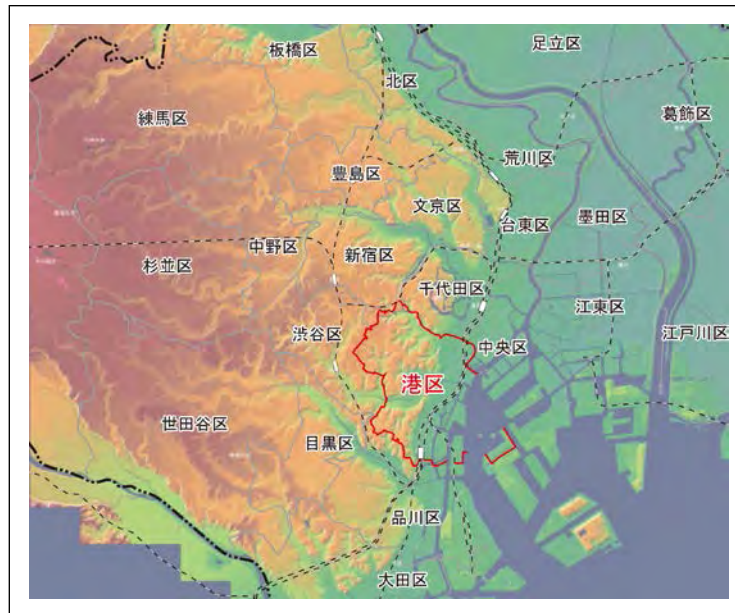 足立区
板橋区
北区
葛飾区
練馬区
荒川区
豊島区
文京区
墨田区
台東区
中野区
新宿区
杉並区
千代田区
江東区
渋谷区
中央区
江戸川区
港区
世田谷区
目黒区
品川区
大田区